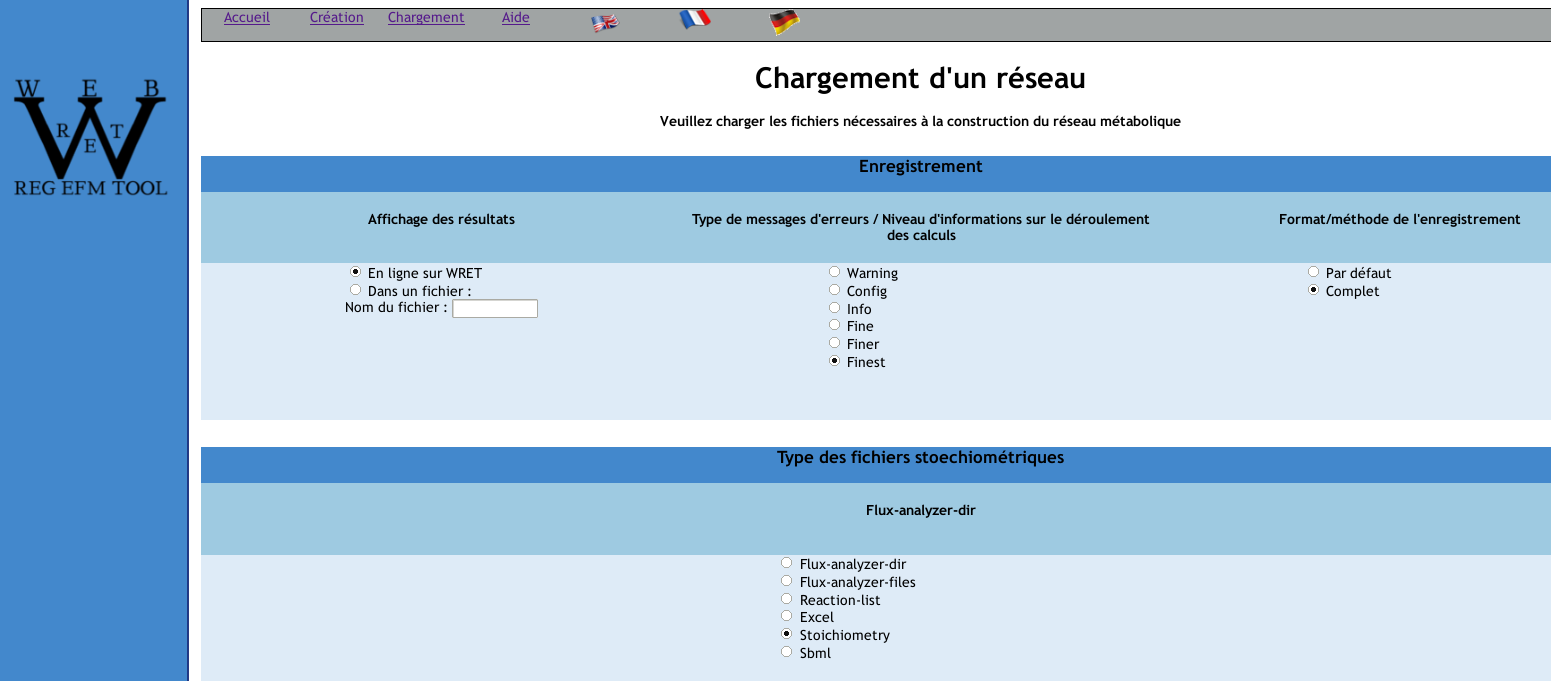 Accueil Création Chargement Aide
W E B
R E T
REG EFM TOOL
Chargement d'un réseau
Veuillez charger les fichiers nécessaires à la construction du réseau métabolique
Enregistrement
Affichage des résultats
Type de messages d'erreurs / Niveau d'informations sur le déroulement
des calculs
Format/méthode de l'enregistrement
En ligne sur WRET
Dans un fichier :
Nom du fichier :
Warning
Config
Info
Fine
Finer
Finest
Par défaut
Complet
Type des fichiers stoechiométriques
Flux-analyzer-dir
Flux-analyzer-dir
Flux-analyzer-files
Reaction-list
Excel
Stoichiometry
Sbml